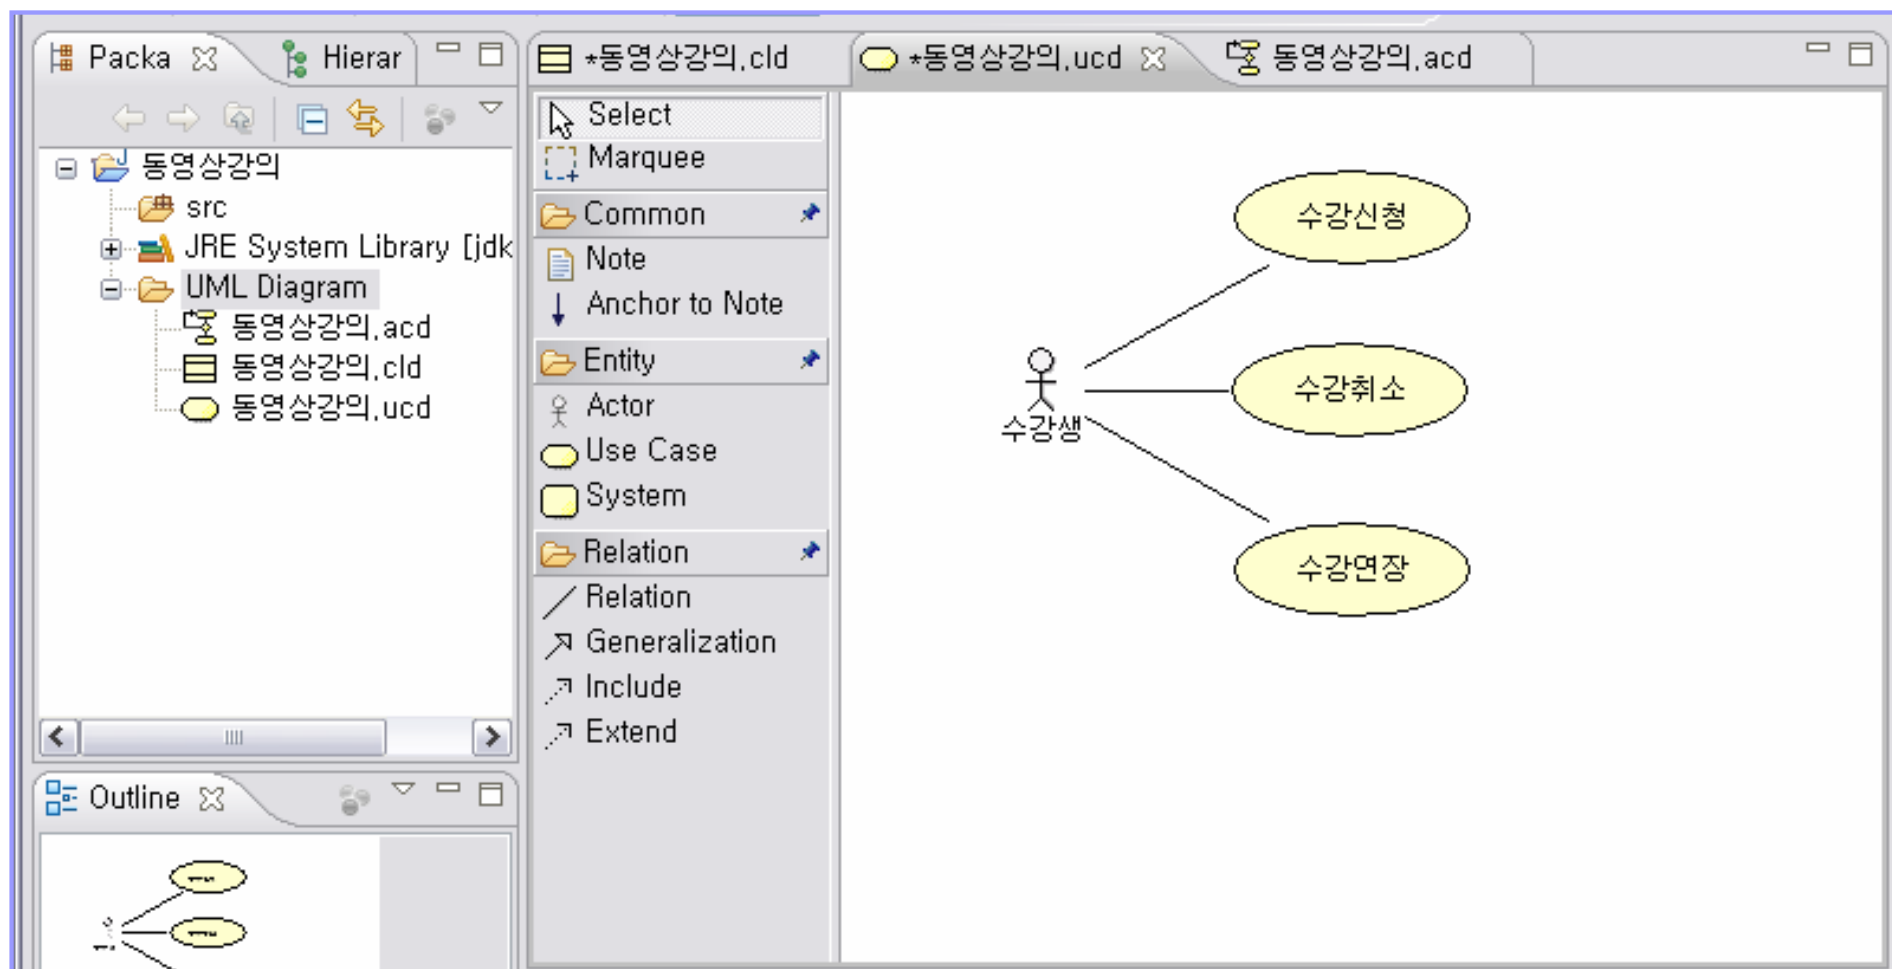 Packa
Hierar
동영상강의
src
JRE System Library [jdk
UML Diagram
동영상강의.acd
동영상강의.cld
동영상강의.ucd
Outline
*동영상강의.cld
*동영상강의.ucd
동영상강의.acd
Select
Marquee
Common
Note
Anchor to Note
Entity
Actor
Use Case
System
Relation
Relation
Generalization
Include
Extend
수강신청
수강생
수강취소
수강연장